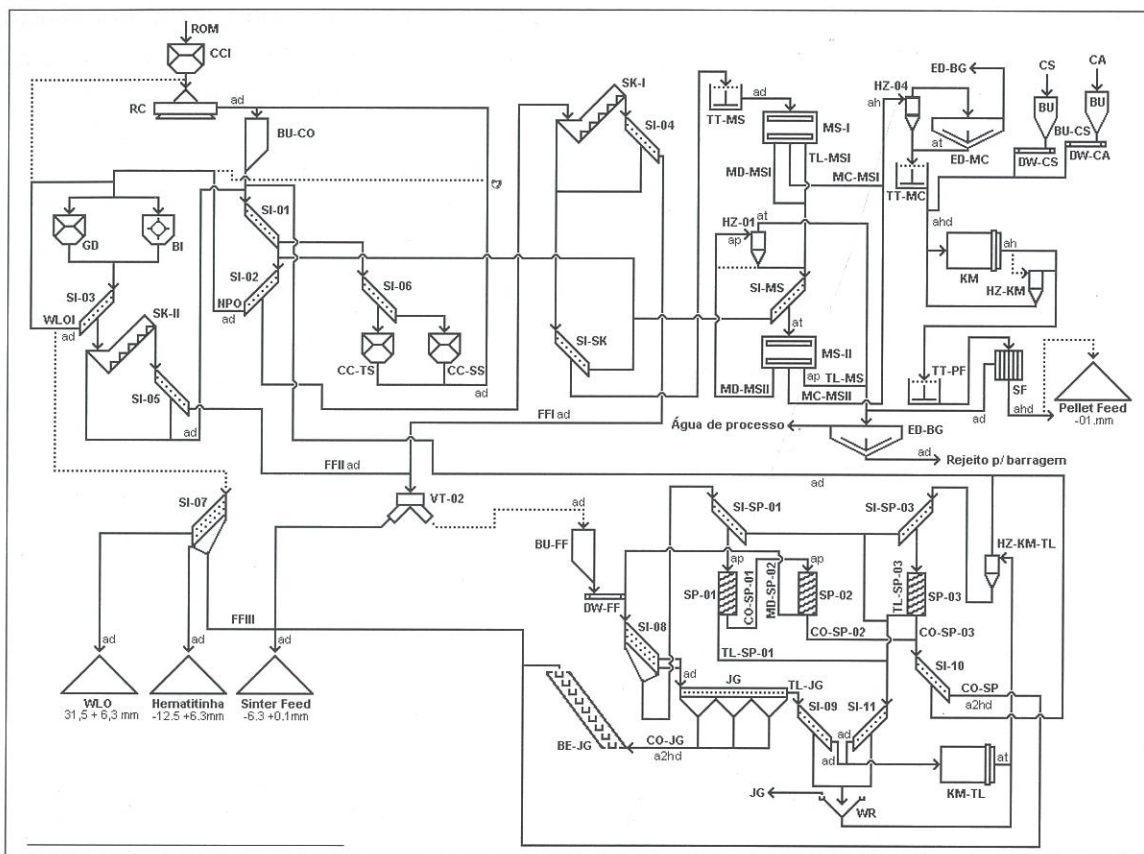 ROM
CCI
RC
ad
BU-CO
SI-01
SI-02
NPO
ad
GD
BI
SI-03
WLOI
ad
SK-II
SI-05
SI-06
CC-TS
CC-SS
ad
SK-I
SI-04
SI-SK
FFI ad
FFII ad
TT-MS
ad
MS-I
TL-MSI
MD-MSI
MC-MSI
HZ-01
at
ap
SI-MS
at
MS-II
ap
TL-MS
MD-MSII
MC-MSII
ah
HZ-04
ED-BG
at
ED-MC
TT-MC
CS
CA
BU
BU
BU-CS
DW-CS
DW-CA
ahd
KM
ah
HZ-KM
TT-PF
SF
ad
ahd
Pellet Feed
-01.mm
Água de processo
ED-BG
ad
Rejeito p/ barragem
SI-07
VT-02
ad
BU-FF
DW-FF
SI-08
FFIII
ad
ad
ad
WLO
31,5 + 6,3 mm
Hematitinha
-12.5 +6.3mm
Sinter Feed
-6.3 +0.1mm
ad
SI-SP-01
SI-SP-03
HZ-KM-TL
ap
ap
SP-01
CO-SP-01
MD-SP-02
SP-02
TL-SP-03
SP-03
CO-SP-02
CO-SP-03
TL-SP-01
SI-10
CO-SP
a2hd
ad
JG
TL-JG
SI-09
SI-11
BE-JG
CO-JG
a2hd
ad
ad
KM-TL
at
JG
WR